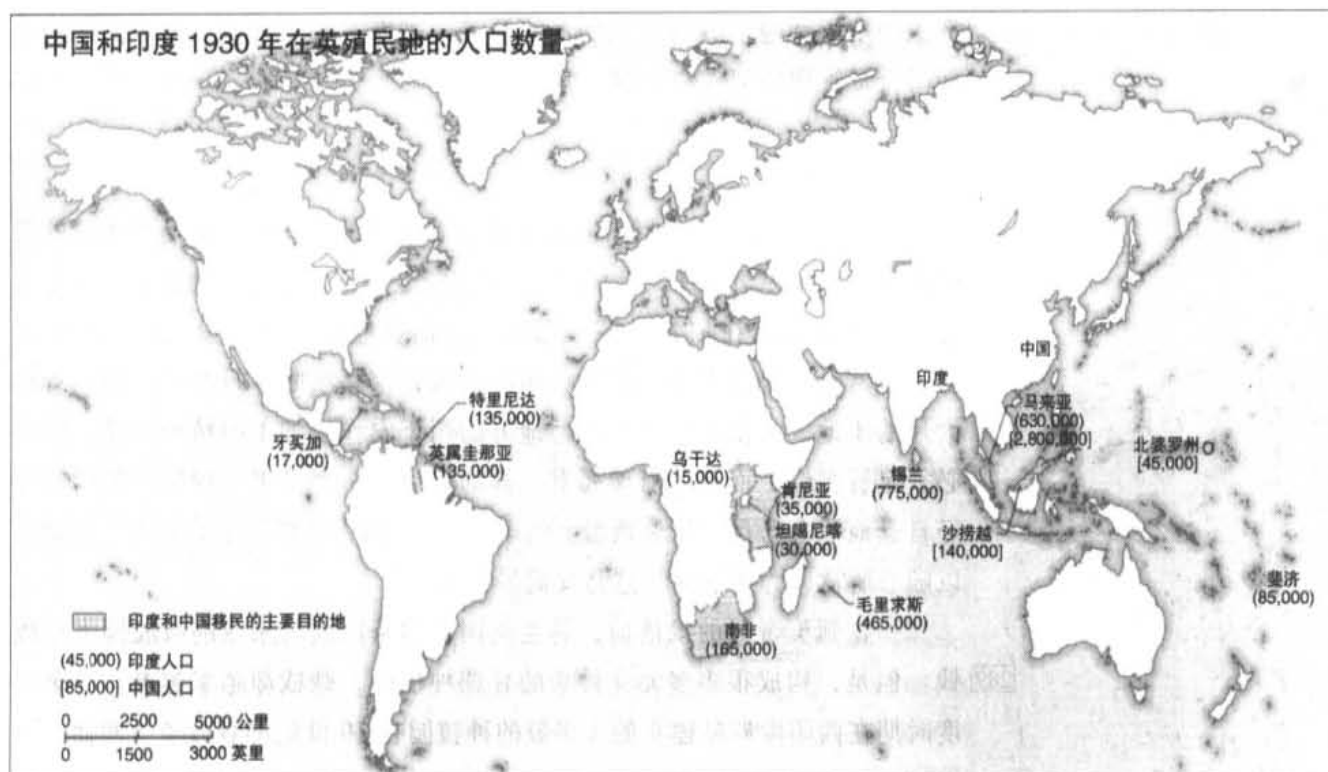 中国和印度 1930 年在英殖民地的人口数量
中国
印度
特里尼达
(135,000)
牙买加
(17,000)
英属圭那亚
(135,000)
乌干达
(15,000)
肯尼亚
[35,000)
坦噶尼喀
(30,000)
锡兰
(775,000)
马来亚
(630,000)
[2,800,000]
北婆罗州
[45,000]
沙捞越
[140,000]
斐济
(85,000)
毛里求斯
(465,000)
南非
(165,000)
印度和中国移民的主要目的地
(45,000) 印度人口
[85,000] 中国人口
0 2500 5000 公里
0 1500 3000 英里